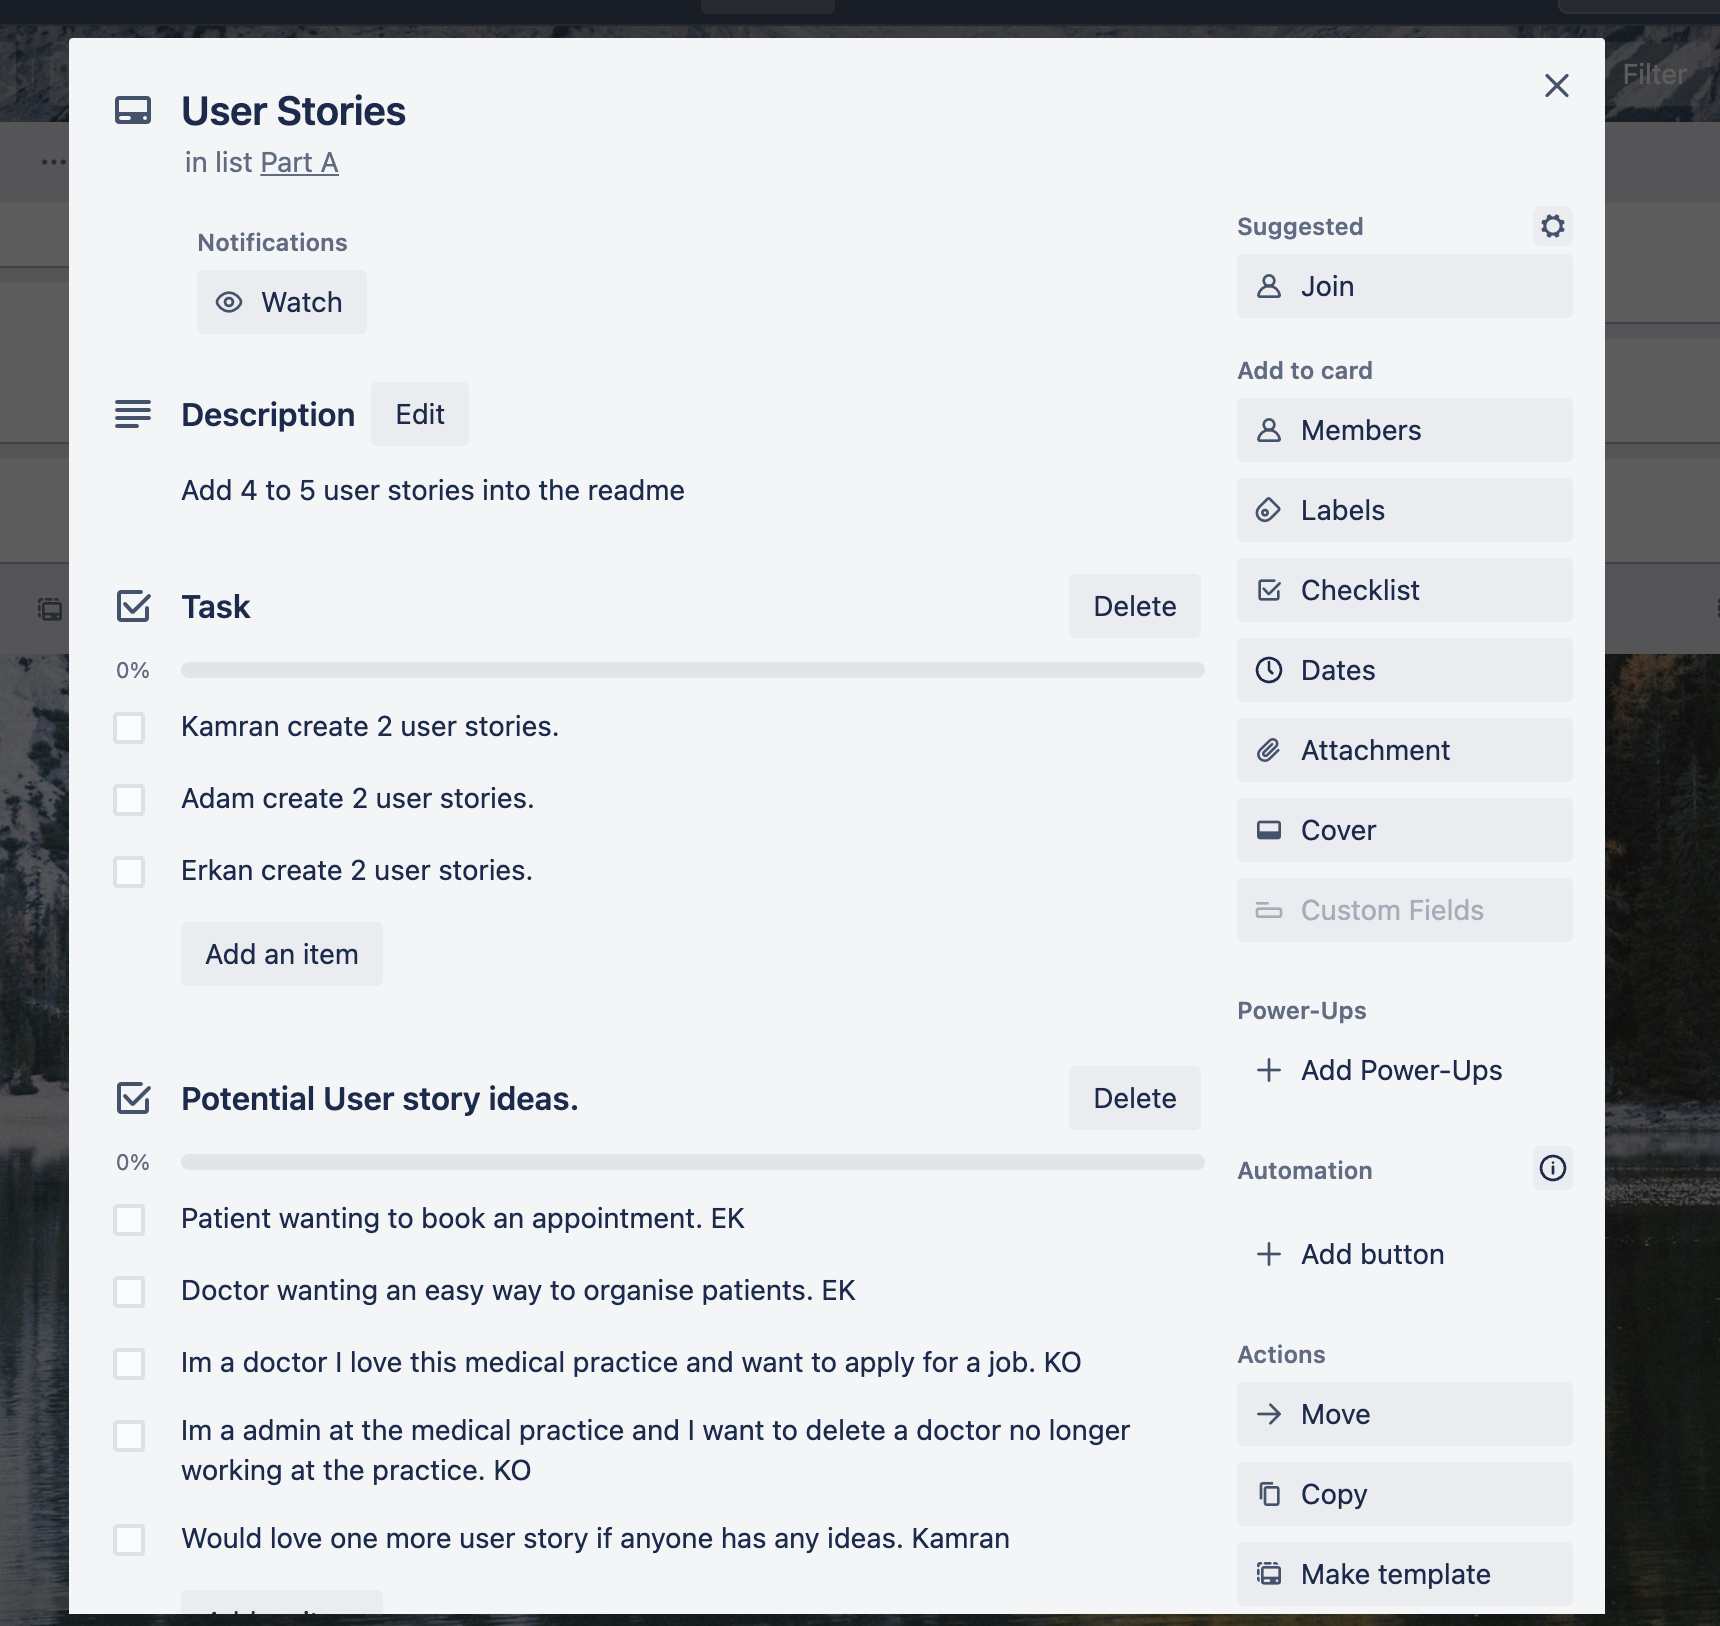 Filter
User Stories
in list Part A
Notifications
Watch
Description
Edit
Add 4 to 5 user stories into the readme
Task
Delete
0%
Kamran create 2 user stories.
Adam create 2 user stories.
Erkan create 2 user stories.
Add an item
Potential User story ideas.
Delete
0%
Patient wanting to book an appointment. EK
Doctor wanting an easy way to organise patients. EK
Im a doctor I love this medical practice and want to apply for a job. KO
Im a admin at the medical practice and I want to delete a doctor no longer
working at the practice. KO
Would love one more user story if anyone has any ideas. Kamran
Suggested
Join
Add to card
Members
Labels
Checklist
Dates
Attachment
Cover
Custom Fields
Power-Ups
Add Power-Ups
Automation
Add button
Actions
Move
Copy
Make template